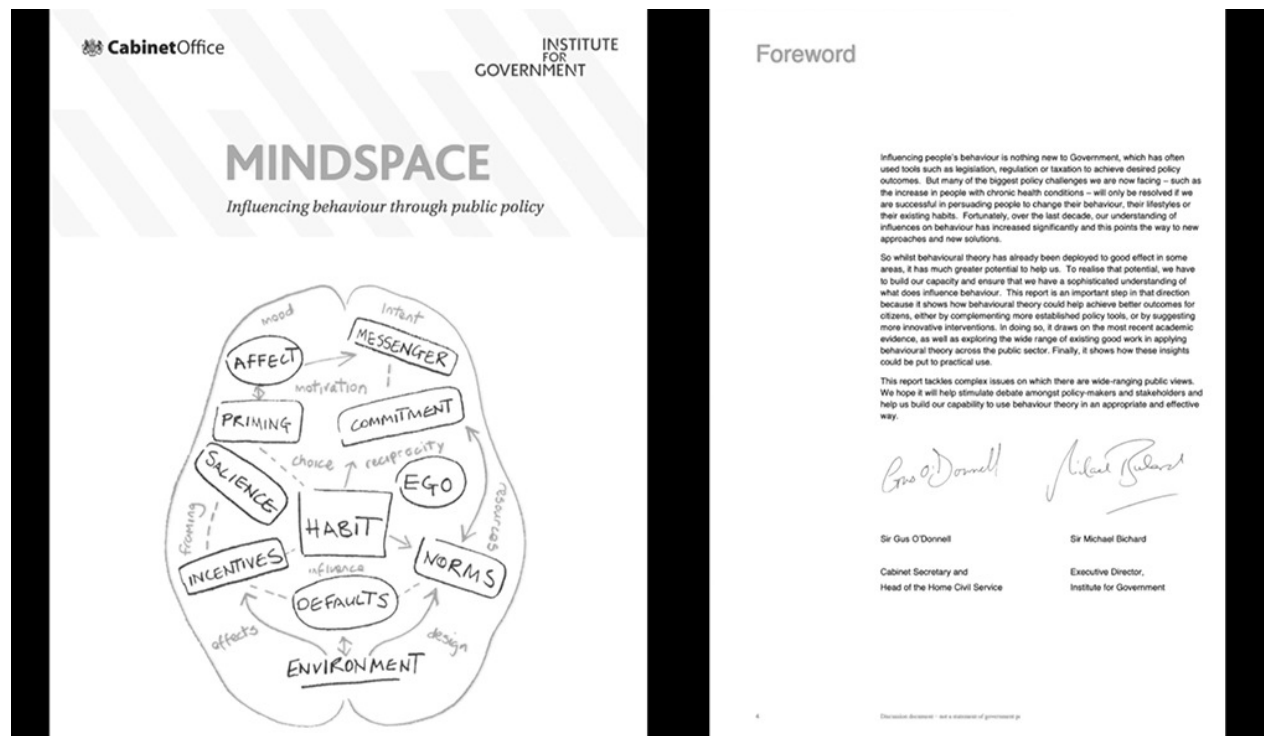 CabinetOffice
INSTITUTE
FOR
GOVERNMENT
MINDSPACE
Influencing behaviour through public policy
mood
intent
AFFECT
MESSENGER
motivation
PRIMING
COMMITMENT
choice
reciprocity
SALIENCE
EGO
framing
HABIT
resources
INCENTIVES
influence
NORMS
DEFAULTS
effects
design
ENVIRONMENT
Foreword
Influencing people's behaviour is nothing new to Government, which has often
used tools such as legislation, regulation or taxation to achieve desired policy
outcomes. But many of the biggest policy challenges we are now facing – such as
the increase in people with chronic health conditions – will only be resolved if we
are successful in persuading people to change their behaviour, their lifestyles or
their existing habits. Fortunately, over the last decade, our understanding of
influences on behaviour has increased significantly and this points the way to new
approaches and new solutions.
So whilst behavioural theory has already been deployed to good effect in some
areas, it has much greater potential to help us. To realise that potential, we have
to build our capacity and ensure that we have a sophisticated understanding of
what does influence behaviour. This report is an important step in that direction
because it shows how behavioural theory could help achieve better outcomes for
citizens, either by complementing more established policy tools, or by suggesting
more innovative interventions. In doing so, it draws on the most recent academic
evidence, as well as exploring the wide range of existing good work in applying
behavioural theory across the public sector. Finally, it shows how these insights
could be put to practical use.
This report tackles complex issues on which there are wide-ranging public views.
We hope it will help stimulate debate amongst policy-makers and stakeholders and
help us build our capability to use behaviour theory in an appropriate and effective
way.
Gus O'Donnell
Michael Bichard
Sir Gus O'Donnell
Sir Michael Bichard
Cabinet Secretary and
Head of the Home Civil Service
Executive Director,
Institute for Government
4
Discussion document – not a statement of government po